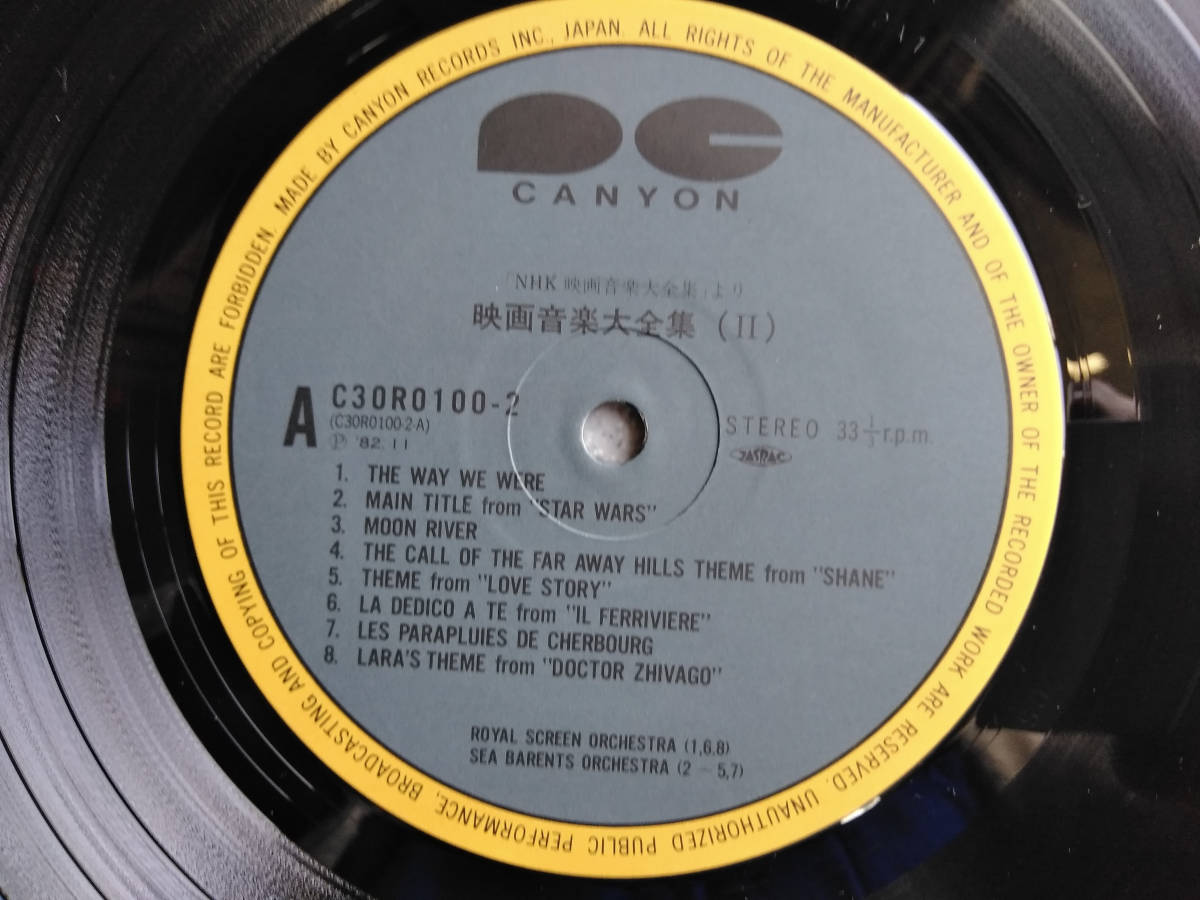 MADE BY CANYON RECORDS INC., JAPAN. ALL RIGHTS OF THE MANUFACTURER AND OF THE OWNER OF THE RECORDED WORK ARE RESERVED. UNAUTHORIZED PUBLIC PERFORMANCE, BROADCASTING AND COPYING OF THIS RECORD ARE FORBIDDEN.
CANYON
「NHK 映画音楽大全集」より
映画音楽大全集 (II)
A
C30R0100-2
(C30R0100-2-A)
Ⓟ '82.11
STEREO 33⅓r.p.m.
JASRAC
1. THE WAY WE WERE
2. MAIN TITLE from "STAR WARS"
3. MOON RIVER
4. THE CALL OF THE FAR AWAY HILLS THEME from "SHANE"
5. THEME from "LOVE STORY"
6. LA DEDICO A TE from "IL FERRIVIERE"
7. LES PARAPLUIES DE CHERBOURG
8. LARA'S THEME from "DOCTOR ZHIVAGO"
ROYAL SCREEN ORCHESTRA (1,6,8)
SEA BARENTS ORCHESTRA (2-5,7)